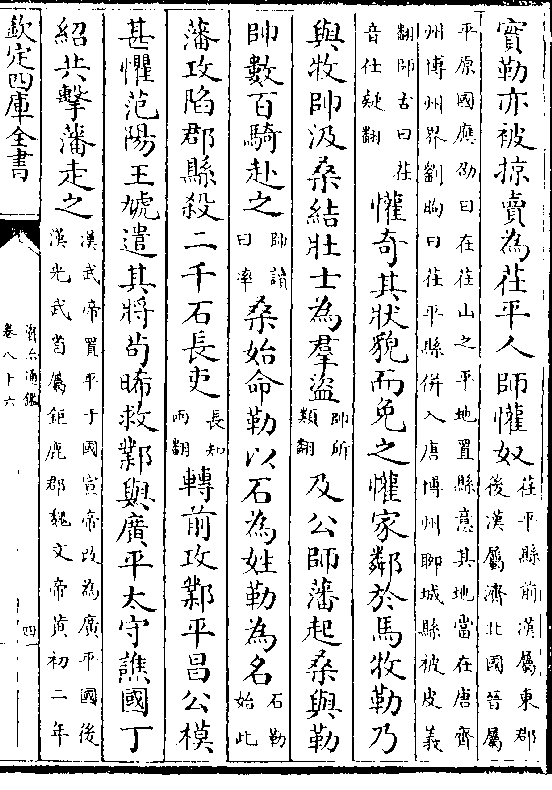 實勒亦被掠賣為茌平人師懽奴茌平縣前漢屬東郡後漢屬濟北國晉屬
平原國應劭曰在茌山之平地置縣意其地當在唐齊州博州界劉昫曰茌平縣併入唐博州聊城縣被皮義
翻師古曰茌音仕疑翻懽奇其狀貌而免之懽家鄰於馬牧勒乃
與牧帥汲桑結壯士為羣盜帥所類翻及公師藩起桑與勒
帥數百騎赴之帥讀曰率桑始命勒以石為姓勒為名石勒始此
藩攻陷郡縣殺二千石長吏長知兩翻轉前攻鄴平昌公模
甚懼范陽王虓遣其將苟晞救鄴與廣平太守譙國丁
紹共擊藩走之漢武帝置平于國宣帝改為廣平國後漢光武省屬鉅鹿郡魏文帝黄初二年
欽定四庫全書
資治通鑑
卷八十六
四